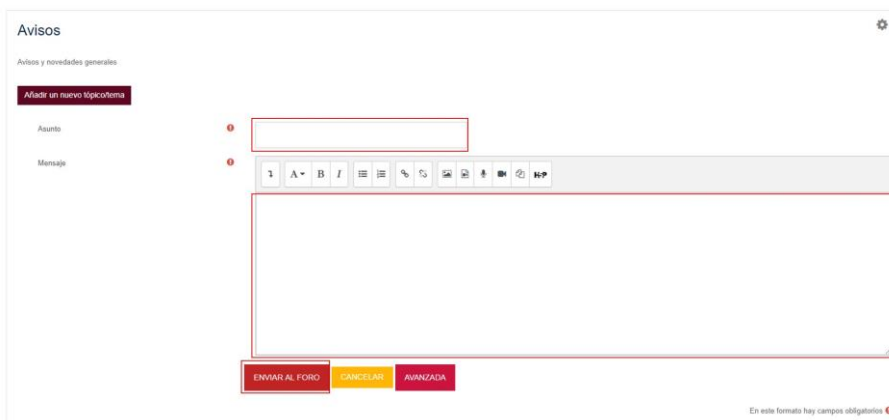 Avisos
Avisos y novedades generales
Añadir un nuevo tópico/tema
Asunto
Mensaje
A B I H-P
ENVIAR AL FORO CANCELAR AVANZADA
En este formato hay campos obligatorios